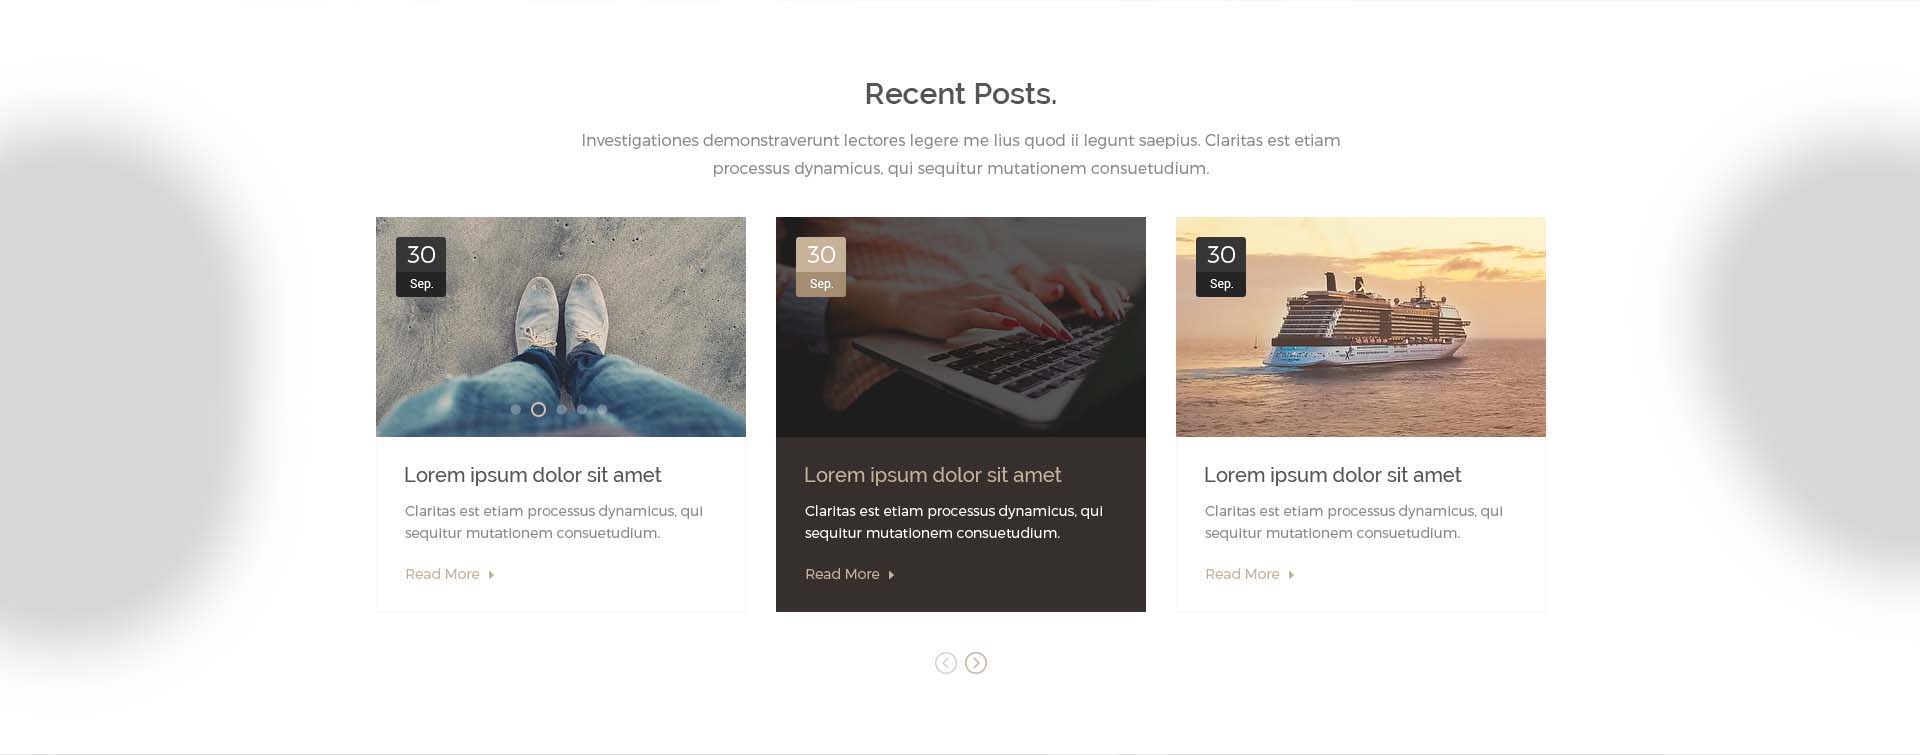 Recent Posts.
Investigationes demonstraverunt lectores legere me lius quod ii legunt saepius. Claritas est etiam
processus dynamicus, qui sequitur mutationem consuetudium.
30
Sep.
Lorem ipsum dolor sit amet
Claritas est etiam processus dynamicus, qui
sequitur mutationem consuetudium.
Read More
30
Sep.
Lorem ipsum dolor sit amet
Claritas est etiam processus dynamicus, qui
sequitur mutationem consuetudium.
Read More
30
Sep.
Lorem ipsum dolor sit amet
Claritas est etiam processus dynamicus, qui
sequitur mutationem consuetudium.
Read More